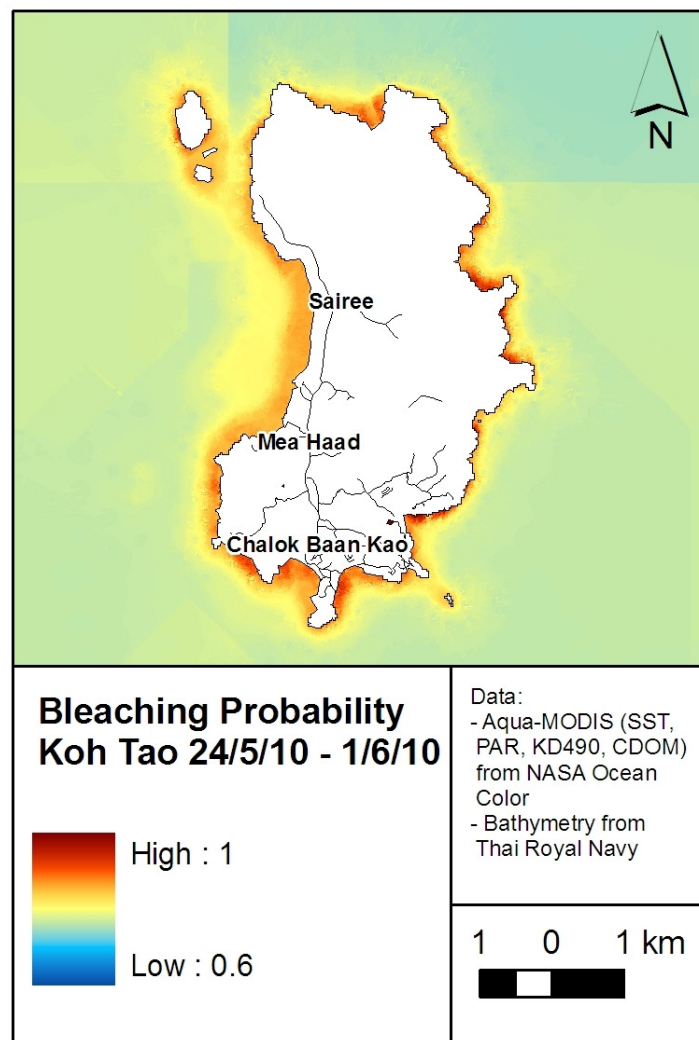 N
Sairee
Mea Haad
Chalok Baan Kao
Bleaching Probability
Koh Tao 24/5/10 - 1/6/10
High : 1
Low : 0.6
Data:
- Aqua-MODIS (SST,
PAR, KD490, CDOM)
from NASA Ocean
Color
- Bathymetry from
Thai Royal Navy
1 0 1 km